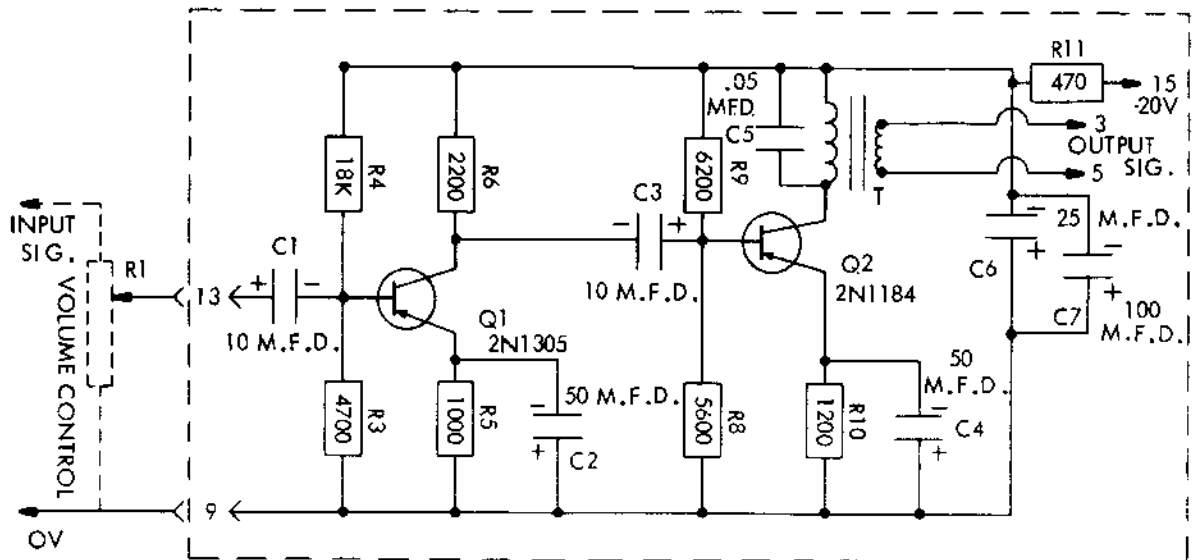 R11
470
15
-20V
.05
MFD.
C5
3
OUTPUT
SIG.
5
T
18K
R4
2200
R6
6200
R9
C3
- +
10 M.F.D.
INPUT
SIG.
R1
VOLUME CONTROL
13
C1
+ -
10 M.F.D.
Q1
2N1305
Q2
2N1184
-
25
M.F.D.
+
C6
-
+
100
M.F.D.
C7
4700
R3
1000
R5
50 M.F.D.
-
+
C2
5600
R8
1200
R10
50
M.F.D.
-
+
C4
9
OV